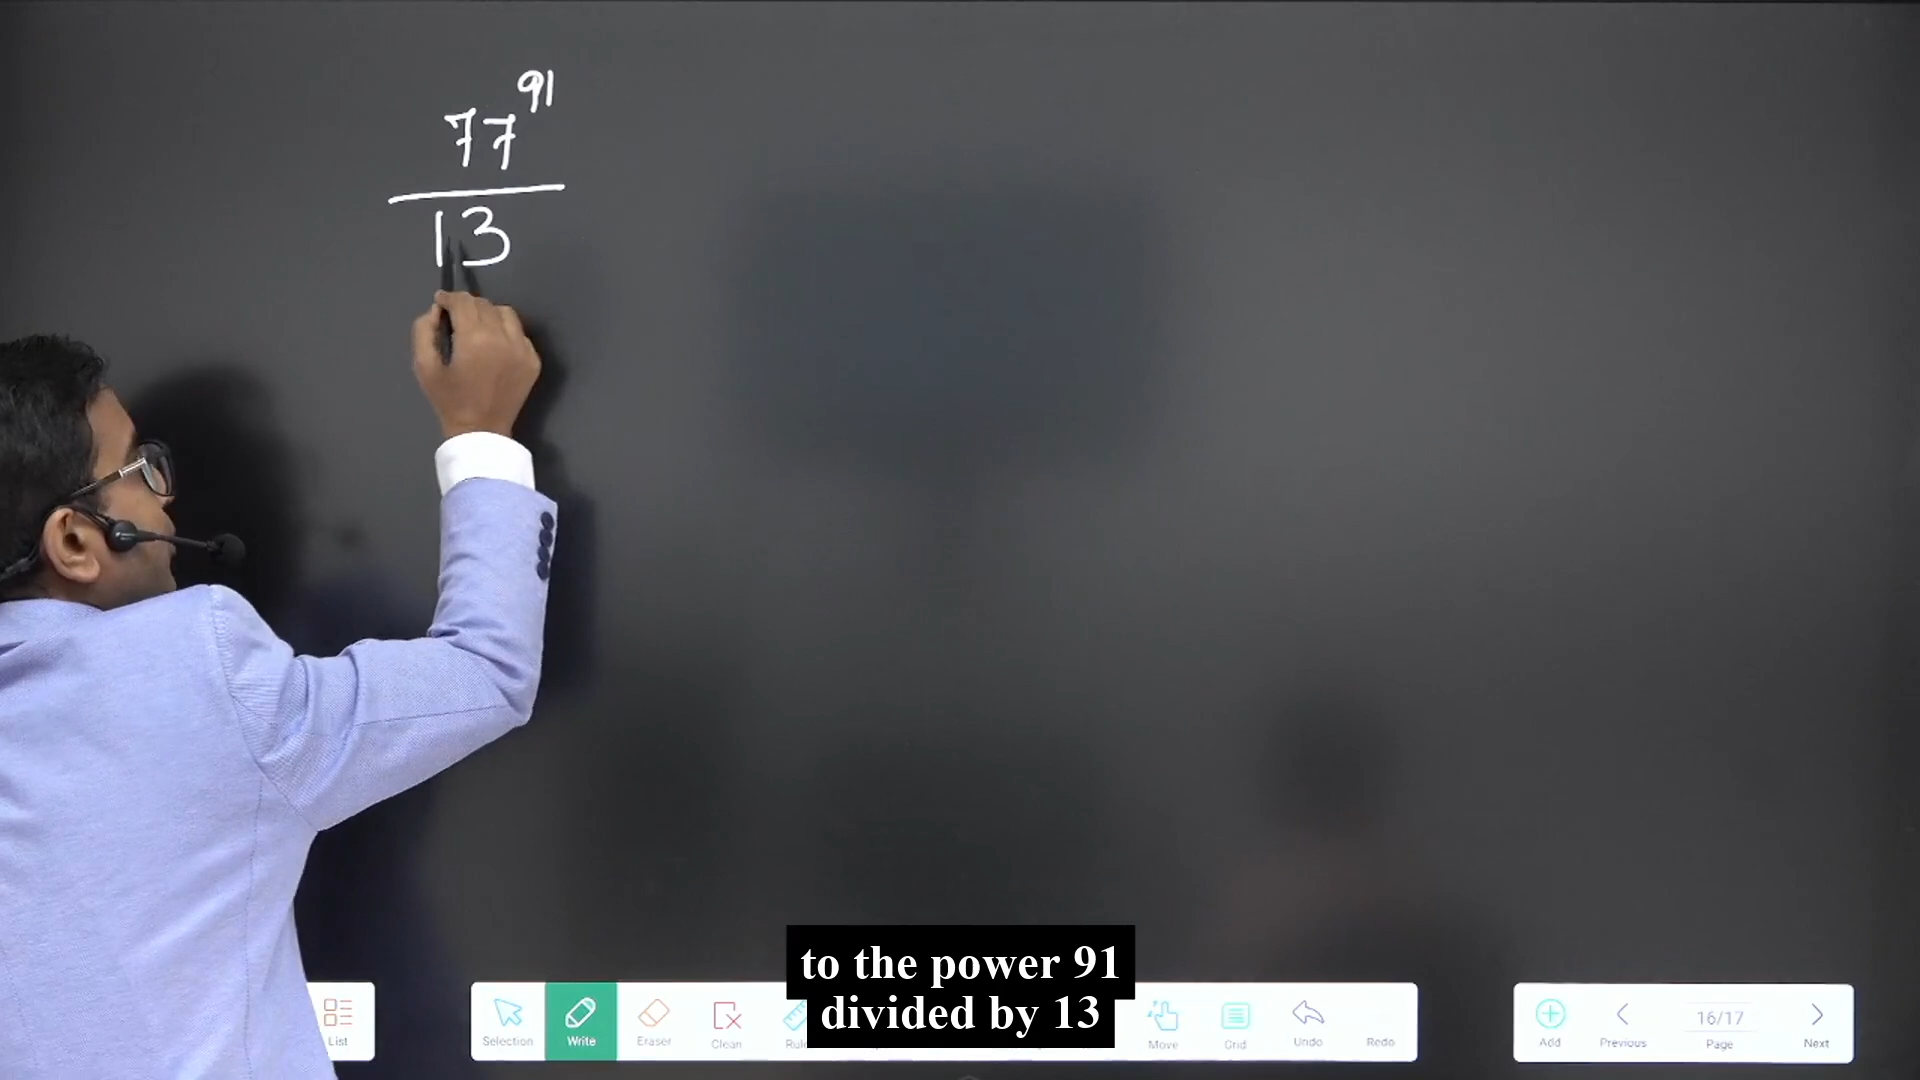 77^91
13
to the power 91
divided by 13
List
Selection
Write
Eraser
Clean
Move
Grid
Undo
Redo
Add
Previous
16/17
Page
Next